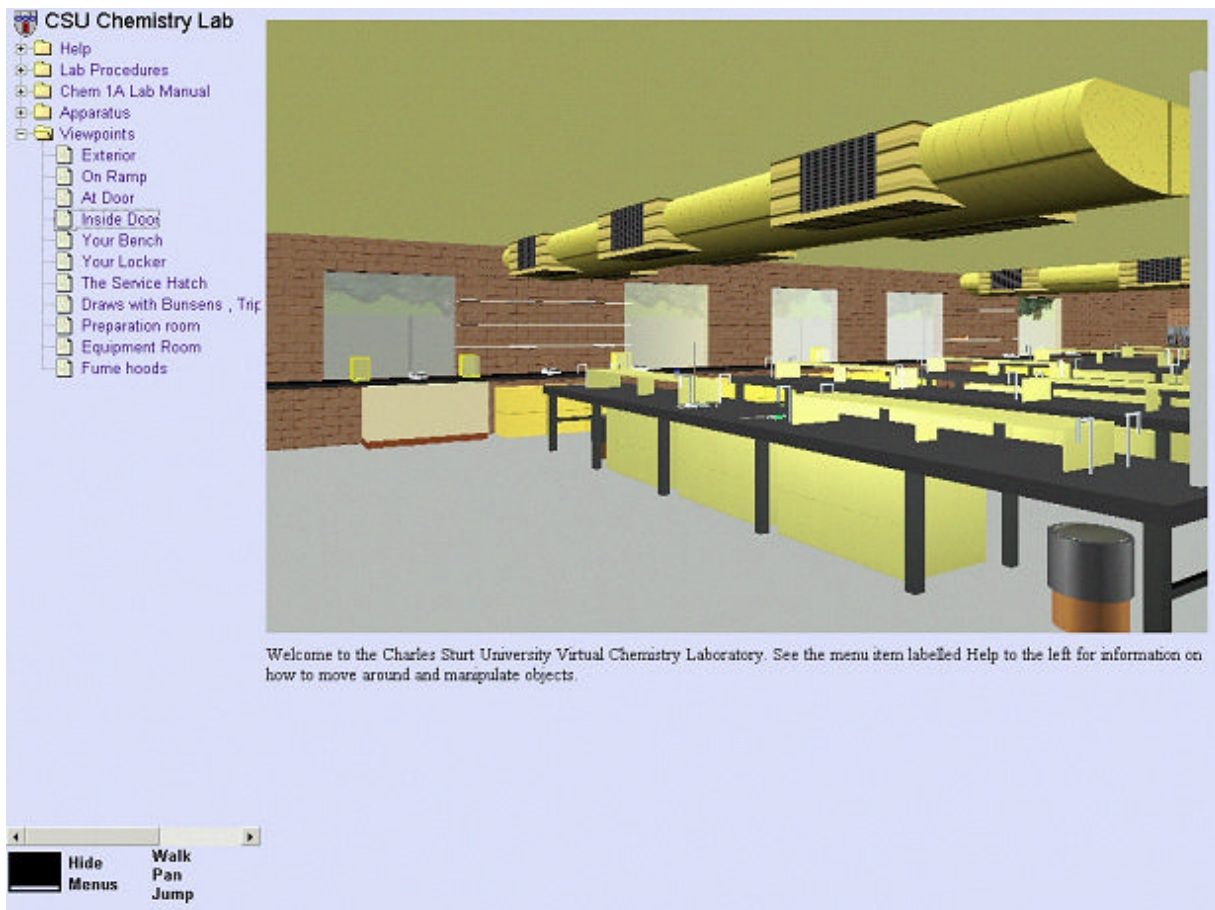 CSU Chemistry Lab
Help
Lab Procedures
Chem 1A Lab Manual
Apparatus
Viewpoints
Exterior
On Ramp
At Door
Inside Door
Your Bench
Your Locker
The Service Hatch
Draws with Bunsens , Trip
Preparation room
Equipment Room
Fume hoods
Welcome to the Charles Sturt University Virtual Chemistry Laboratory. See the menu item labelled Help to the left for information on
how to move around and manipulate objects.
Hide
Menus
Walk
Pan
Jump